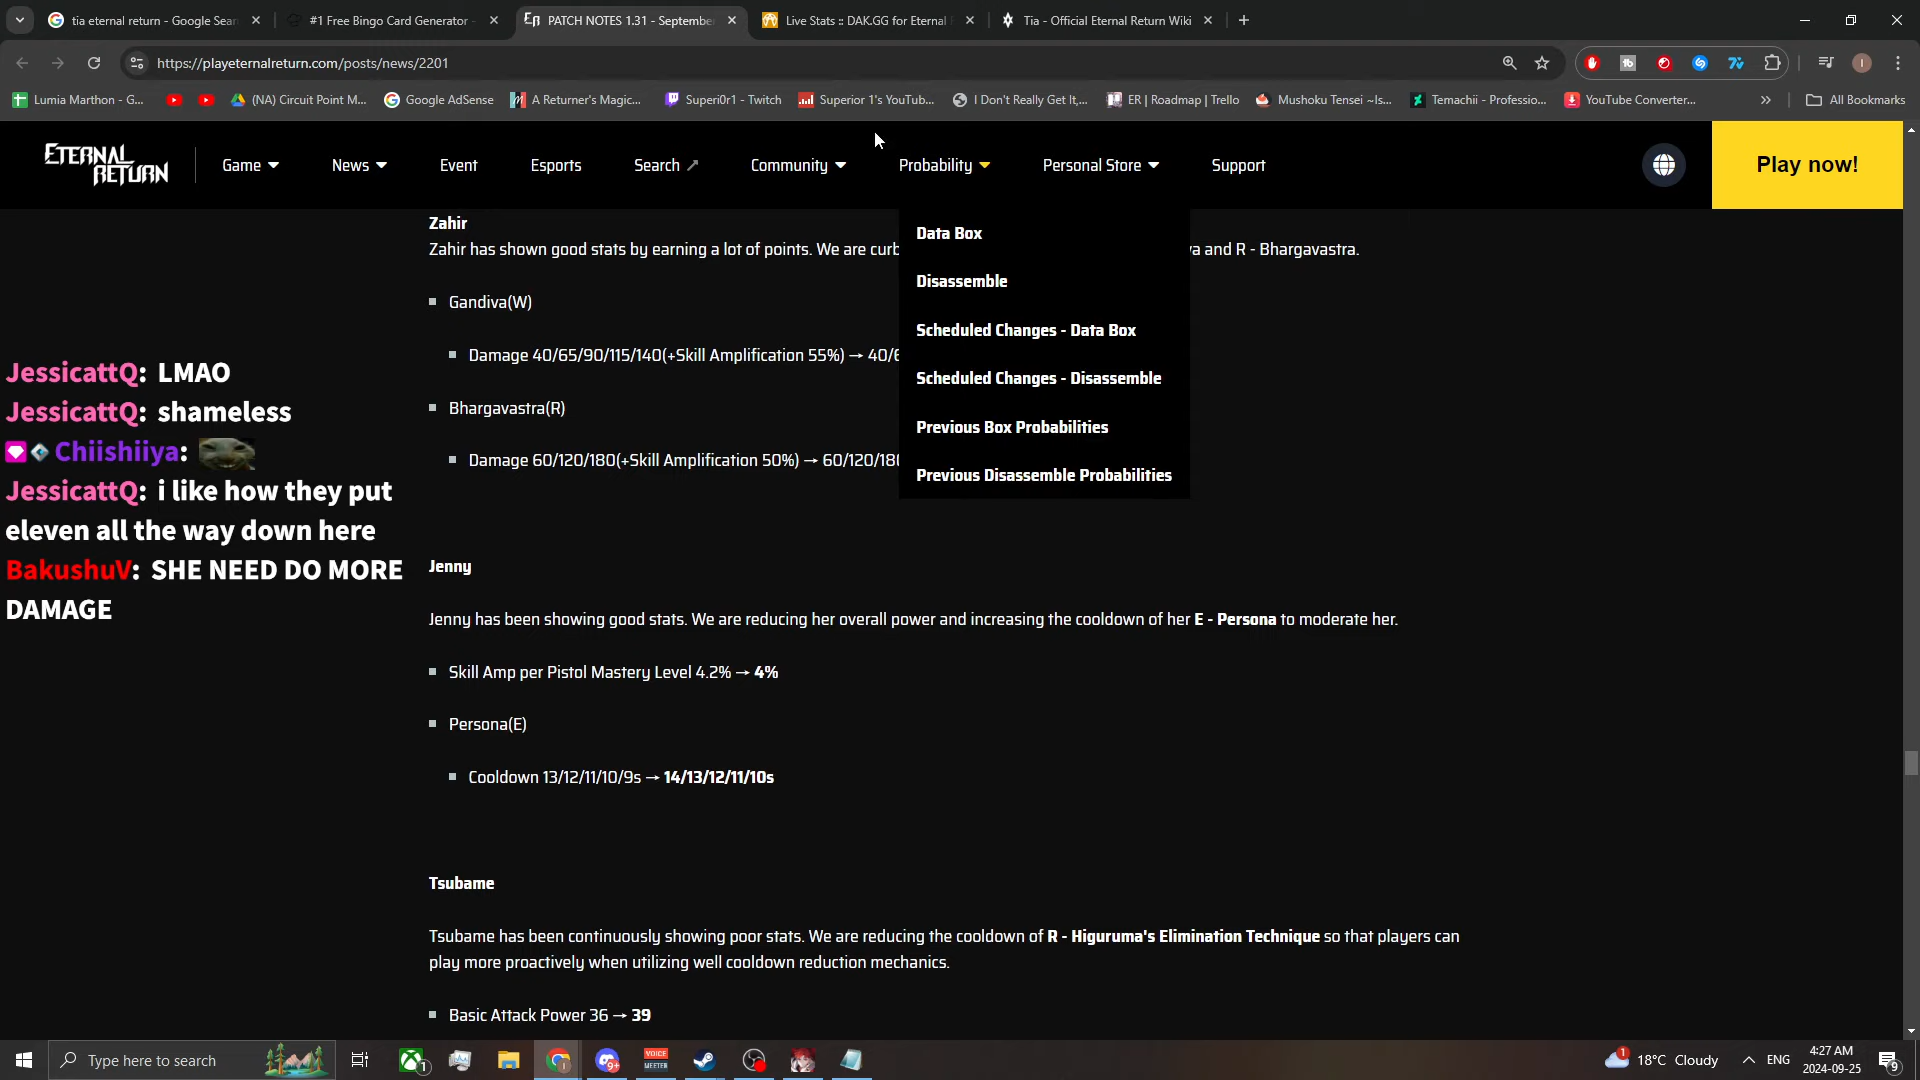 tia eternal return - Google Sear
#1 Free Bingo Card Generator -
PATCH NOTES 1.31 - September
Live Stats :: DAK.GG for Eternal
Tia - Official Eternal Return Wiki
https://playeternalreturn.com/posts/news/2201
Lumia Marthon - G...
(NA) Circuit Point M...
Google AdSense
A Returner's Magic...
Superi0r1 - Twitch
Superior 1's YouTub...
I Don't Really Get It,...
ER | Roadmap | Trello
Mushoku Tensei ~Is...
Temachii - Professio...
YouTube Converter...
All Bookmarks
ETERNAL RETURN
Game
News
Event
Esports
Search
Community
Probability
Personal Store
Support
Play now!
Data Box
Disassemble
Scheduled Changes - Data Box
Scheduled Changes - Disassemble
Previous Box Probabilities
Previous Disassemble Probabilities
Zahir
Zahir has shown good stats by earning a lot of points. We are curb
a and R - Bhargavastra.
Gandiva(W)
Damage 40/65/90/115/140(+Skill Amplification 55%) → 40/6
Bhargavastra(R)
Damage 60/120/180(+Skill Amplification 50%) → 60/120/180
JessicattQ: LMAO
JessicattQ: shameless
Chiishiiya:
JessicattQ: i like how they put
eleven all the way down here
BakushuV: SHE NEED DO MORE
DAMAGE
Jenny
Jenny has been showing good stats. We are reducing her overall power and increasing the cooldown of her E - Persona to moderate her.
Skill Amp per Pistol Mastery Level 4.2% → 4%
Persona(E)
Cooldown 13/12/11/10/9s → 14/13/12/11/10s
Tsubame
Tsubame has been continuously showing poor stats. We are reducing the cooldown of R - Higuruma's Elimination Technique so that players can
play more proactively when utilizing well cooldown reduction mechanics.
Basic Attack Power 36 → 39
Type here to search
1
9+
VOICE
MEETER
1
18°C Cloudy
ENG
4:27 AM
2024-09-25
9